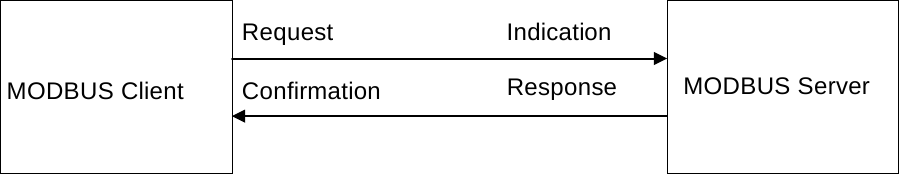 Request
Indication
MODBUS Client
Confirmation
Response
MODBUS Server